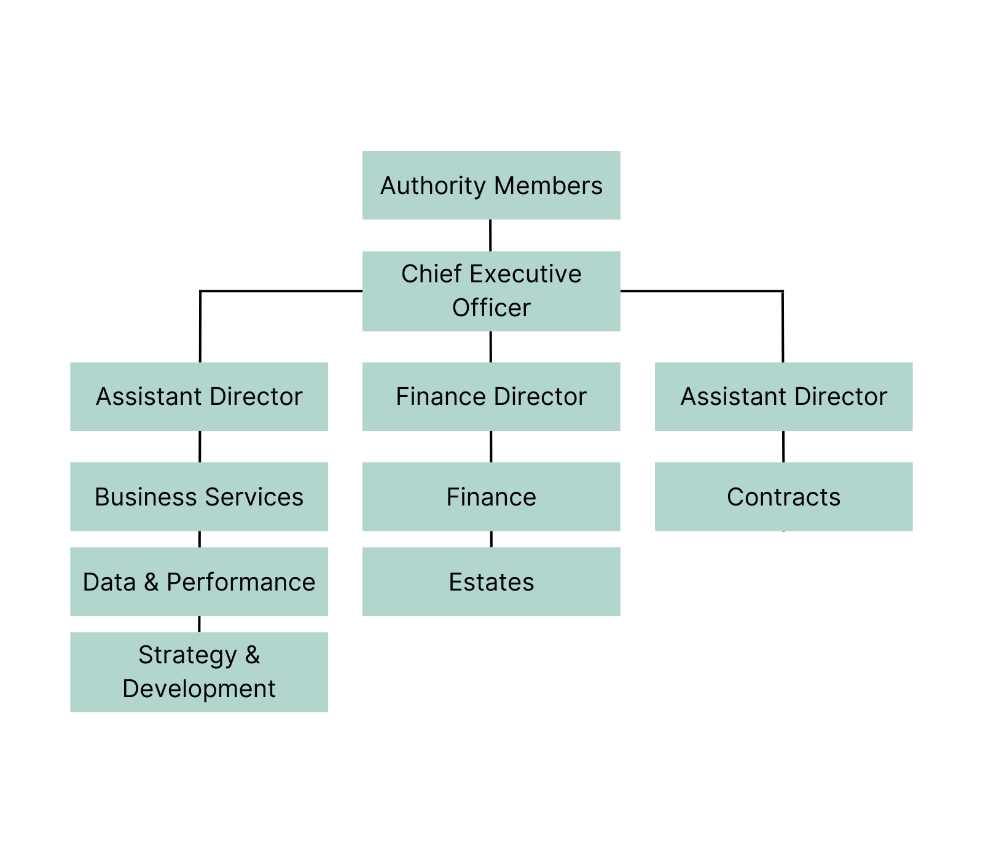 Authority Members
Chief Executive
Officer
Assistant Director
Finance Director
Assistant Director
Business Services
Finance
Contracts
Data & Performance
Estates
Strategy &
Development